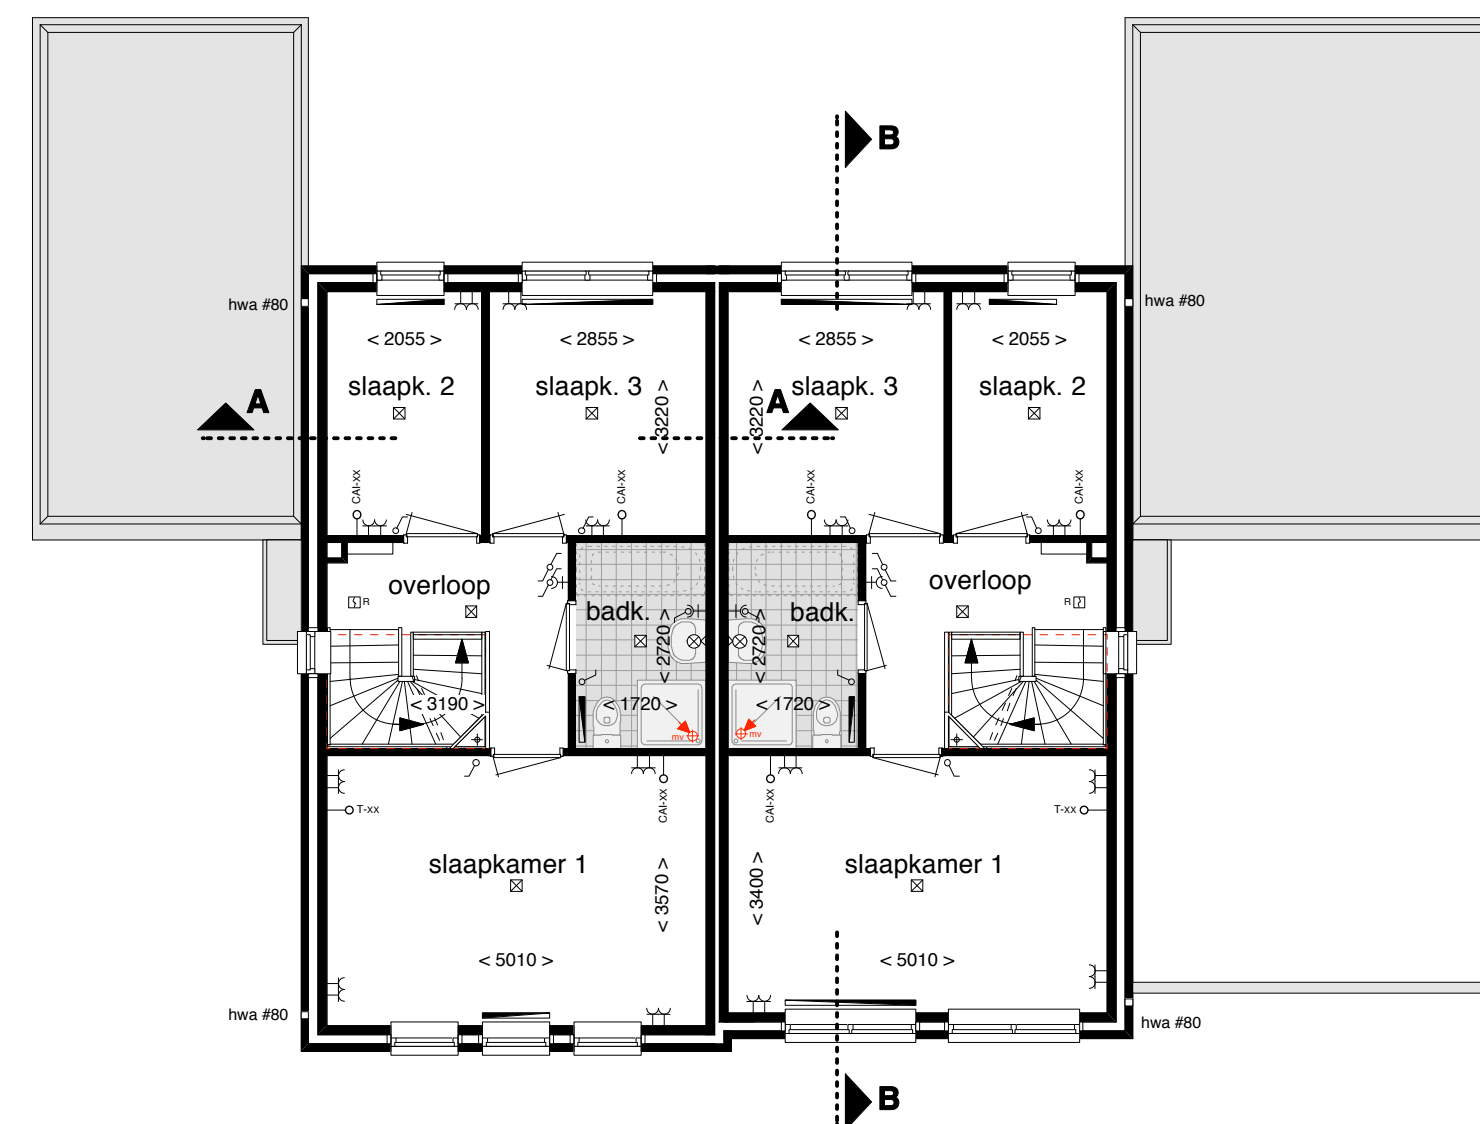 B
hwa #80
hwa #80
< 2055 >
< 2855 >
< 2855 >
< 2055 >
slaapk. 2
slaapk. 3
slaapk. 3
slaapk. 2
A
A
< 3220 >
< 3220 >
CAI-xx
CAI-xx
CAI-xx
CAI-xx
overloop
overloop
R
R
badk.
badk.
< 2720 >
< 2720 >
< 3190 >
< 1720 >
< 1720 >
mv
mv
T-xx
CAI-xx
CAI-xx
T-xx
slaapkamer 1
slaapkamer 1
< 3570 >
< 3400 >
< 5010 >
< 5010 >
hwa #80
hwa #80
B